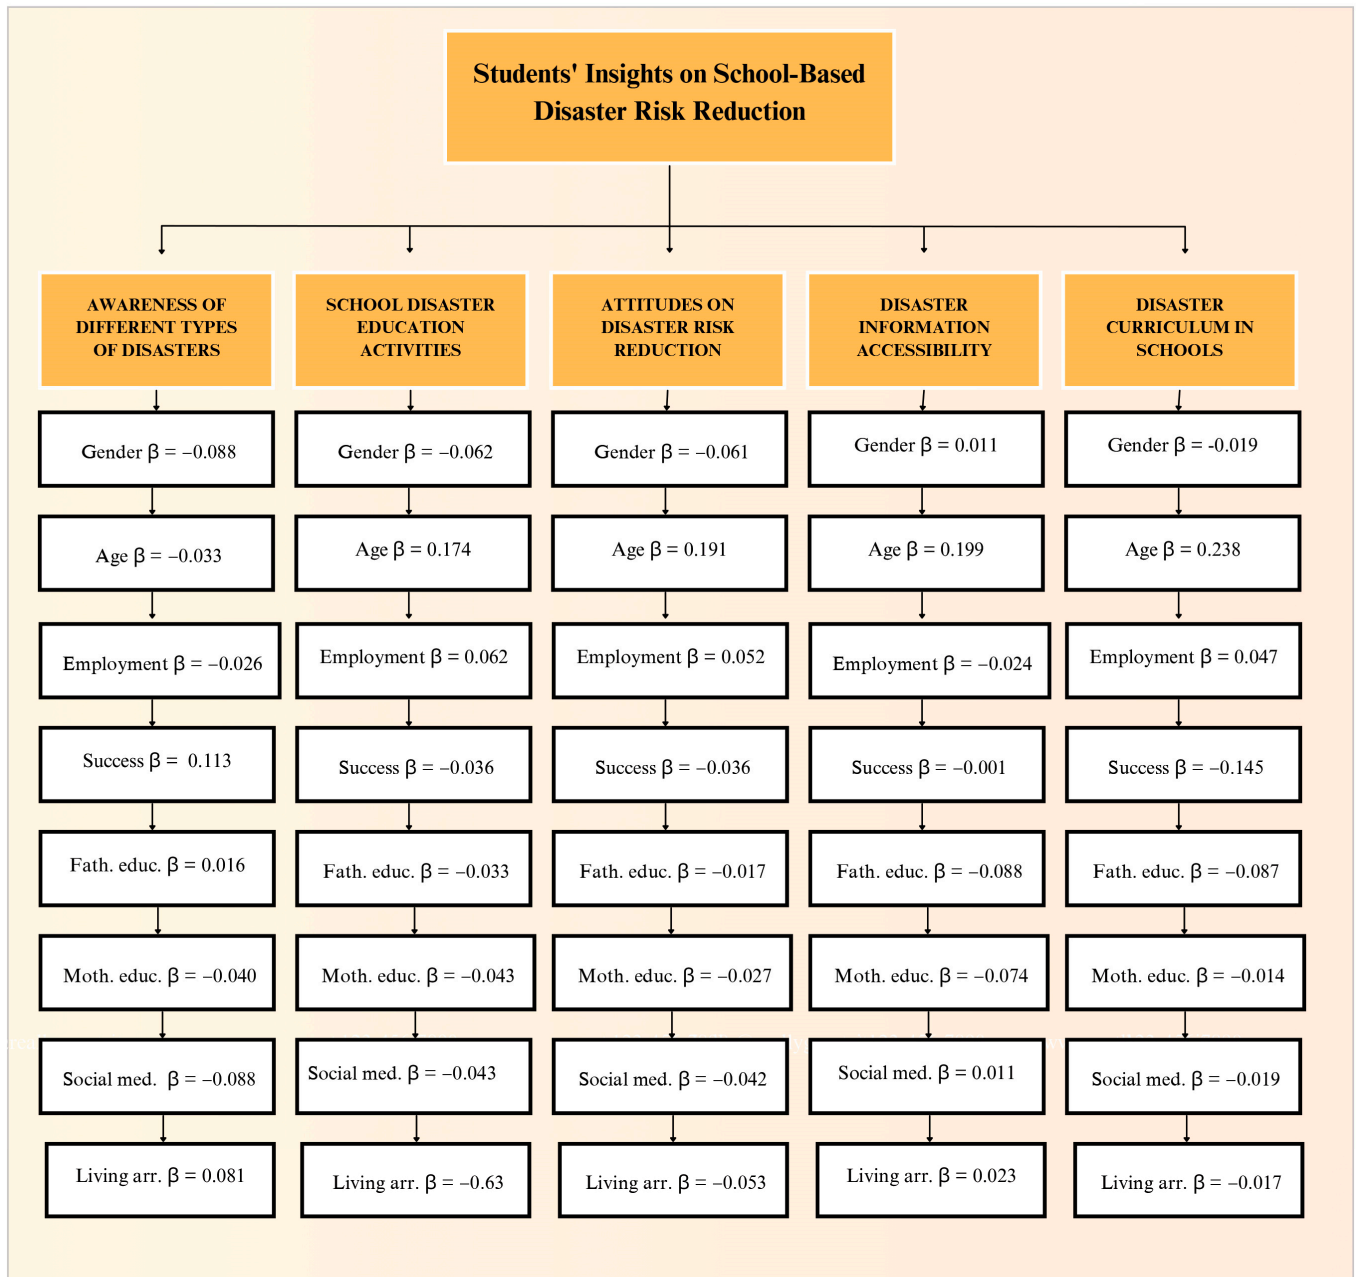 Students' Insights on School-Based
Disaster Risk Reduction
AWARENESS OF
DIFFERENT TYPES
OF DISASTERS
SCHOOL DISASTER
EDUCATION
ACTIVITIES
ATTITUDES ON
DISASTER RISK
REDUCTION
DISASTER
INFORMATION
ACCESSIBILITY
DISASTER
CURRICULUM IN
SCHOOLS
Gender β = −0.088
Gender β = −0.062
Gender β = −0.061
Gender β = 0.011
Gender β = -0.019
Age β = −0.033
Age β = 0.174
Age β = 0.191
Age β = 0.199
Age β = 0.238
Employment β = −0.026
Employment β = 0.062
Employment β = 0.052
Employment β = −0.024
Employment β = 0.047
Success β = 0.113
Success β = −0.036
Success β = −0.036
Success β = −0.001
Success β = −0.145
Fath. educ. β = 0.016
Fath. educ. β = −0.033
Fath. educ. β = −0.017
Fath. educ. β = −0.088
Fath. educ. β = −0.087
Moth. educ. β = −0.040
Moth. educ. β = −0.043
Moth. educ. β = −0.027
Moth. educ. β = −0.074
Moth. educ. β = −0.014
Social med. β = −0.088
Social med. β = −0.043
Social med. β = −0.042
Social med. β = 0.011
Social med. β = −0.019
Living arr. β = 0.081
Living arr. β = −0.63
Living arr. β = −0.053
Living arr. β = 0.023
Living arr. β = −0.017